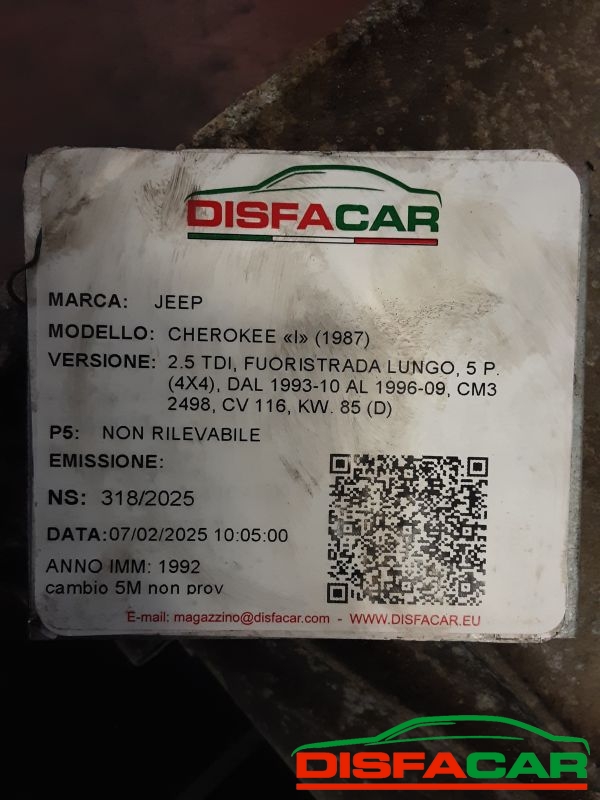 DISFACAR
MARCA: JEEP
MODELLO: CHEROKEE «I» (1987)
VERSIONE: 2.5 TDI, FUORISTRADA LUNGO, 5 P.
(4X4), DAL 1993-10 AL 1996-09, CM3
2498, CV 116, KW. 85 (D)
P5: NON RILEVABILE
EMISSIONE:
NS: 318/2025
DATA:07/02/2025 10:05:00
ANNO IMM: 1992
cambio 5M non prov
E-mail: magazzino@disfacar.com - WWW.DISFACAR.EU
DISFACAR